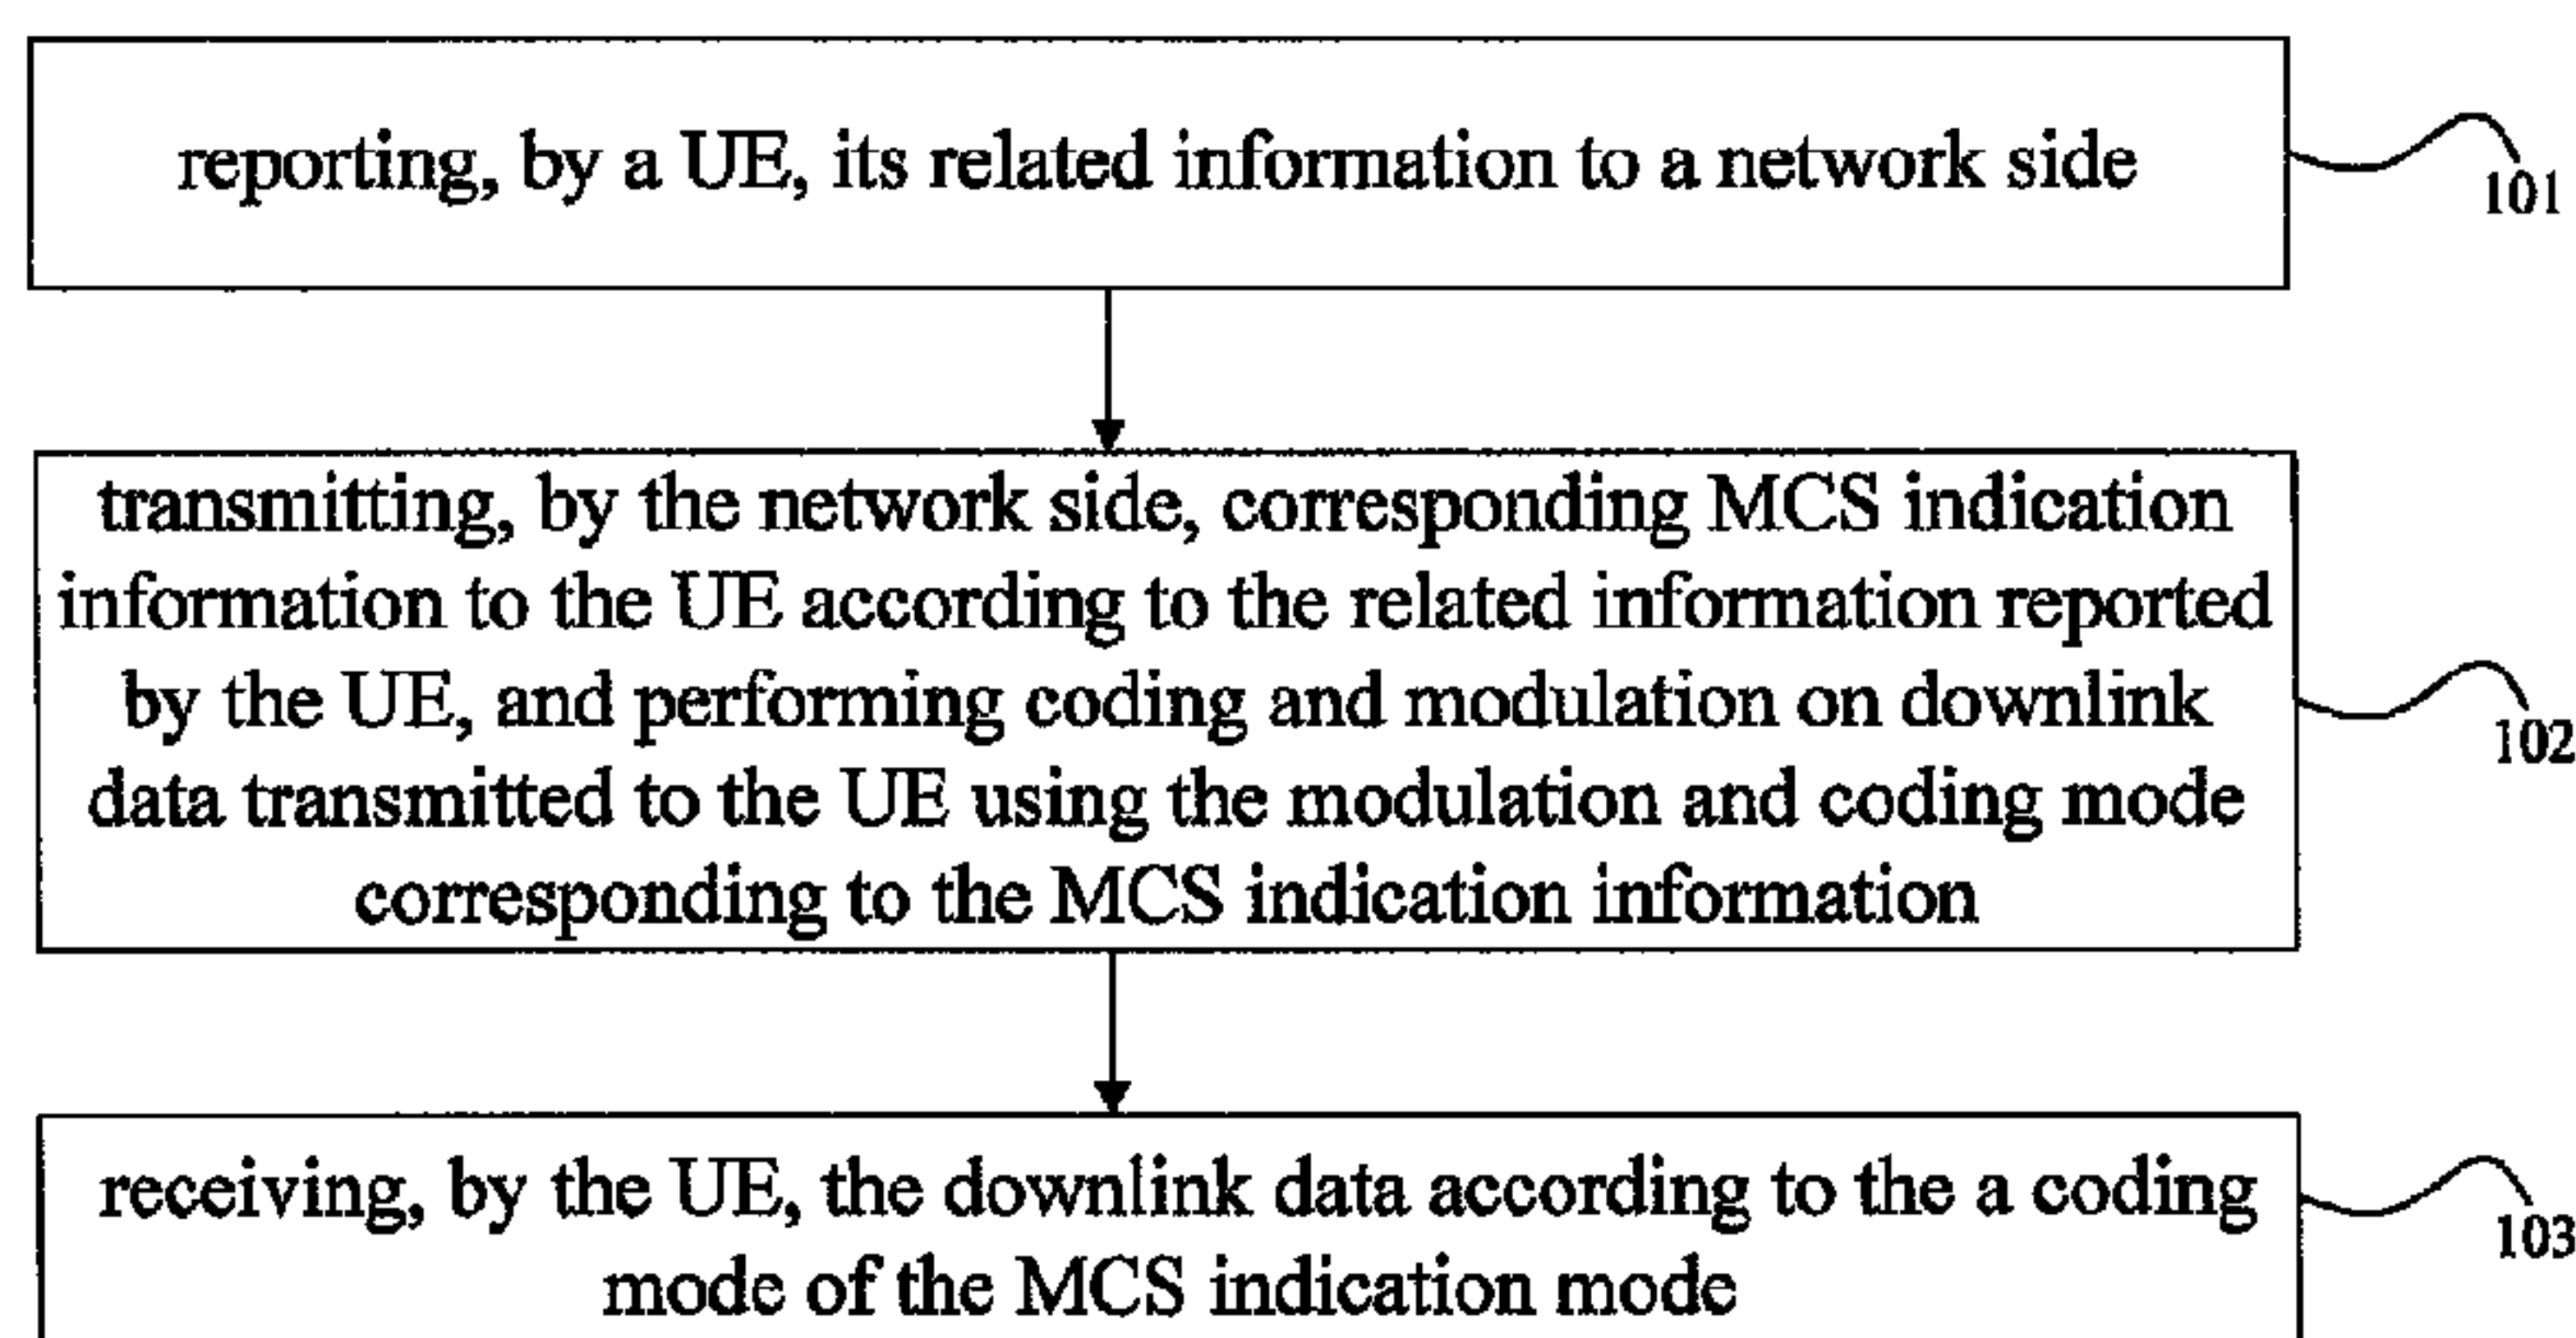 reporting, by a UE, its related information to a network side
101
transmitting, by the network side, corresponding MCS indication
information to the UE according to the related information reported
by the UE, and performing coding and modulation on downlink
data transmitted to the UE using the modulation and coding mode
corresponding to the MCS indication information
102
receiving, by the UE, the downlink data according to the a coding
mode of the MCS indication mode
103